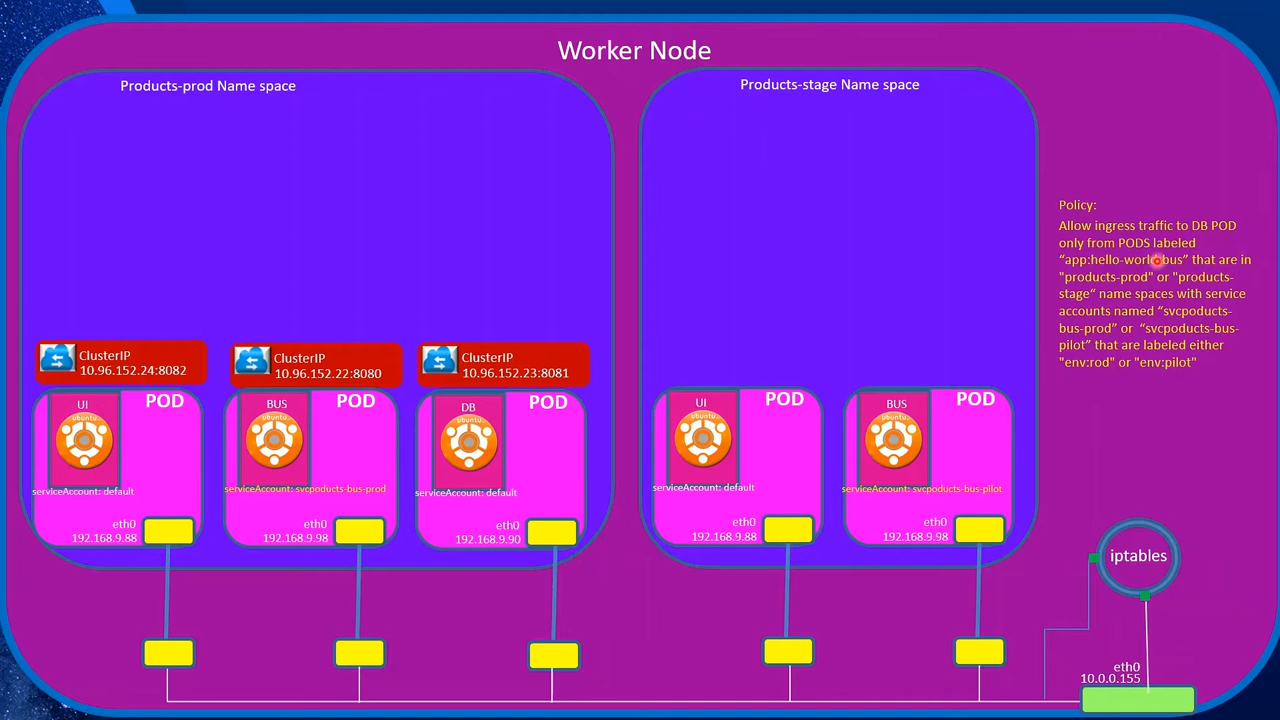 Worker Node
Products-prod Name space
Products-stage Name space
Policy:
Allow ingress traffic to DB POD
only from PODS labeled
“app:hello-world-bus” that are in
"products-prod" or "products-
stage“ name spaces with service
accounts named “svcpoducts-
bus-prod” or “svcpoducts-bus-
pilot” that are labeled either
"env:rod" or "env:pilot"
ClusterIP
10.96.152.24:8082
ClusterIP
10.96.152.22:8080
ClusterIP
10.96.152.23:8081
UI
POD
ubuntu
serviceAccount: default
eth0
192.168.9.88
BUS
POD
ubuntu
serviceAccount: svcpoducts-bus-prod
eth0
192.168.9.98
DB
POD
ubuntu
serviceAccount: default
eth0
192.168.9.90
UI
POD
ubuntu
serviceAccount: default
eth0
192.168.9.88
BUS
POD
ubuntu
serviceAccount: svcpoducts-bus-pilot
eth0
192.168.9.98
iptables
eth0
10.0.0.155